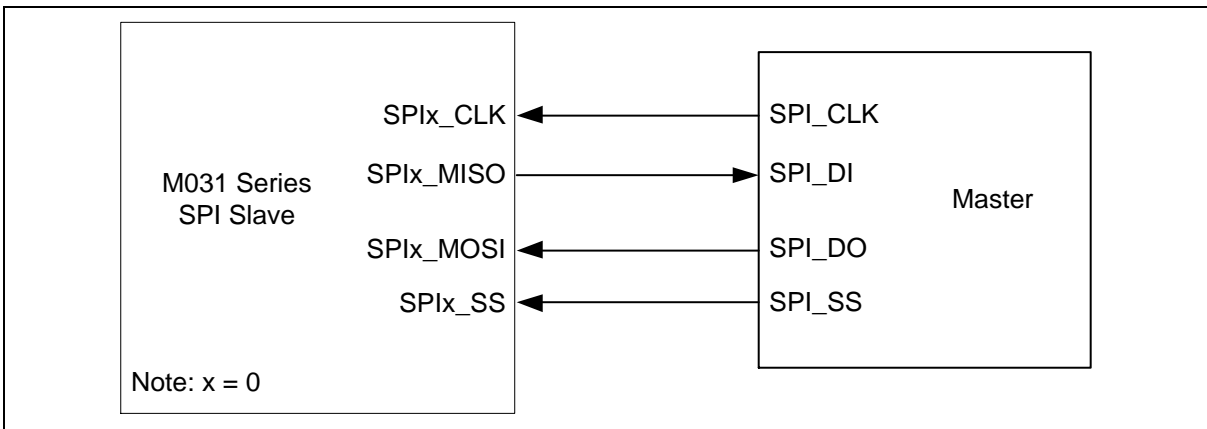 M031 Series
SPI Slave
SPIx_CLK
SPIx_MISO
SPIx_MOSI
SPIx_SS
Note: x = 0
SPI_CLK
SPI_DI
SPI_DO
SPI_SS
Master